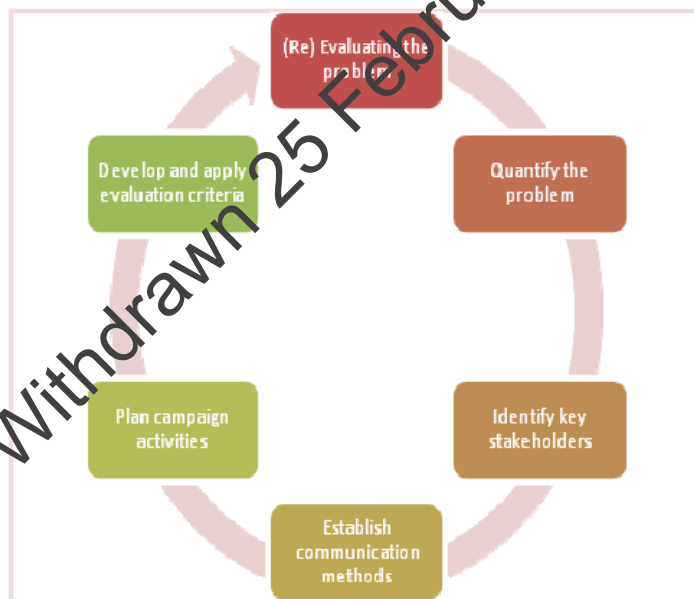 (Re) Evaluating the
problem
Quantify the
problem
Identify key
stakeholders
Establish
communication
methods
Plan campaign
activities
Develop and apply
evaluation criteria
Withdrawn 25